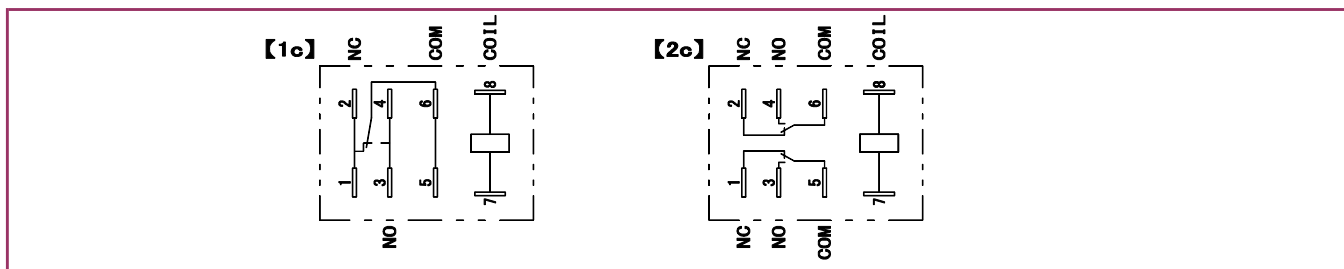 【1c】 NC COM COIL
2 4 6 8
1 3 5 7
NO
【2c】 NC NO COM COIL
2 4 6 8
1 3 5 7
NC NO COM